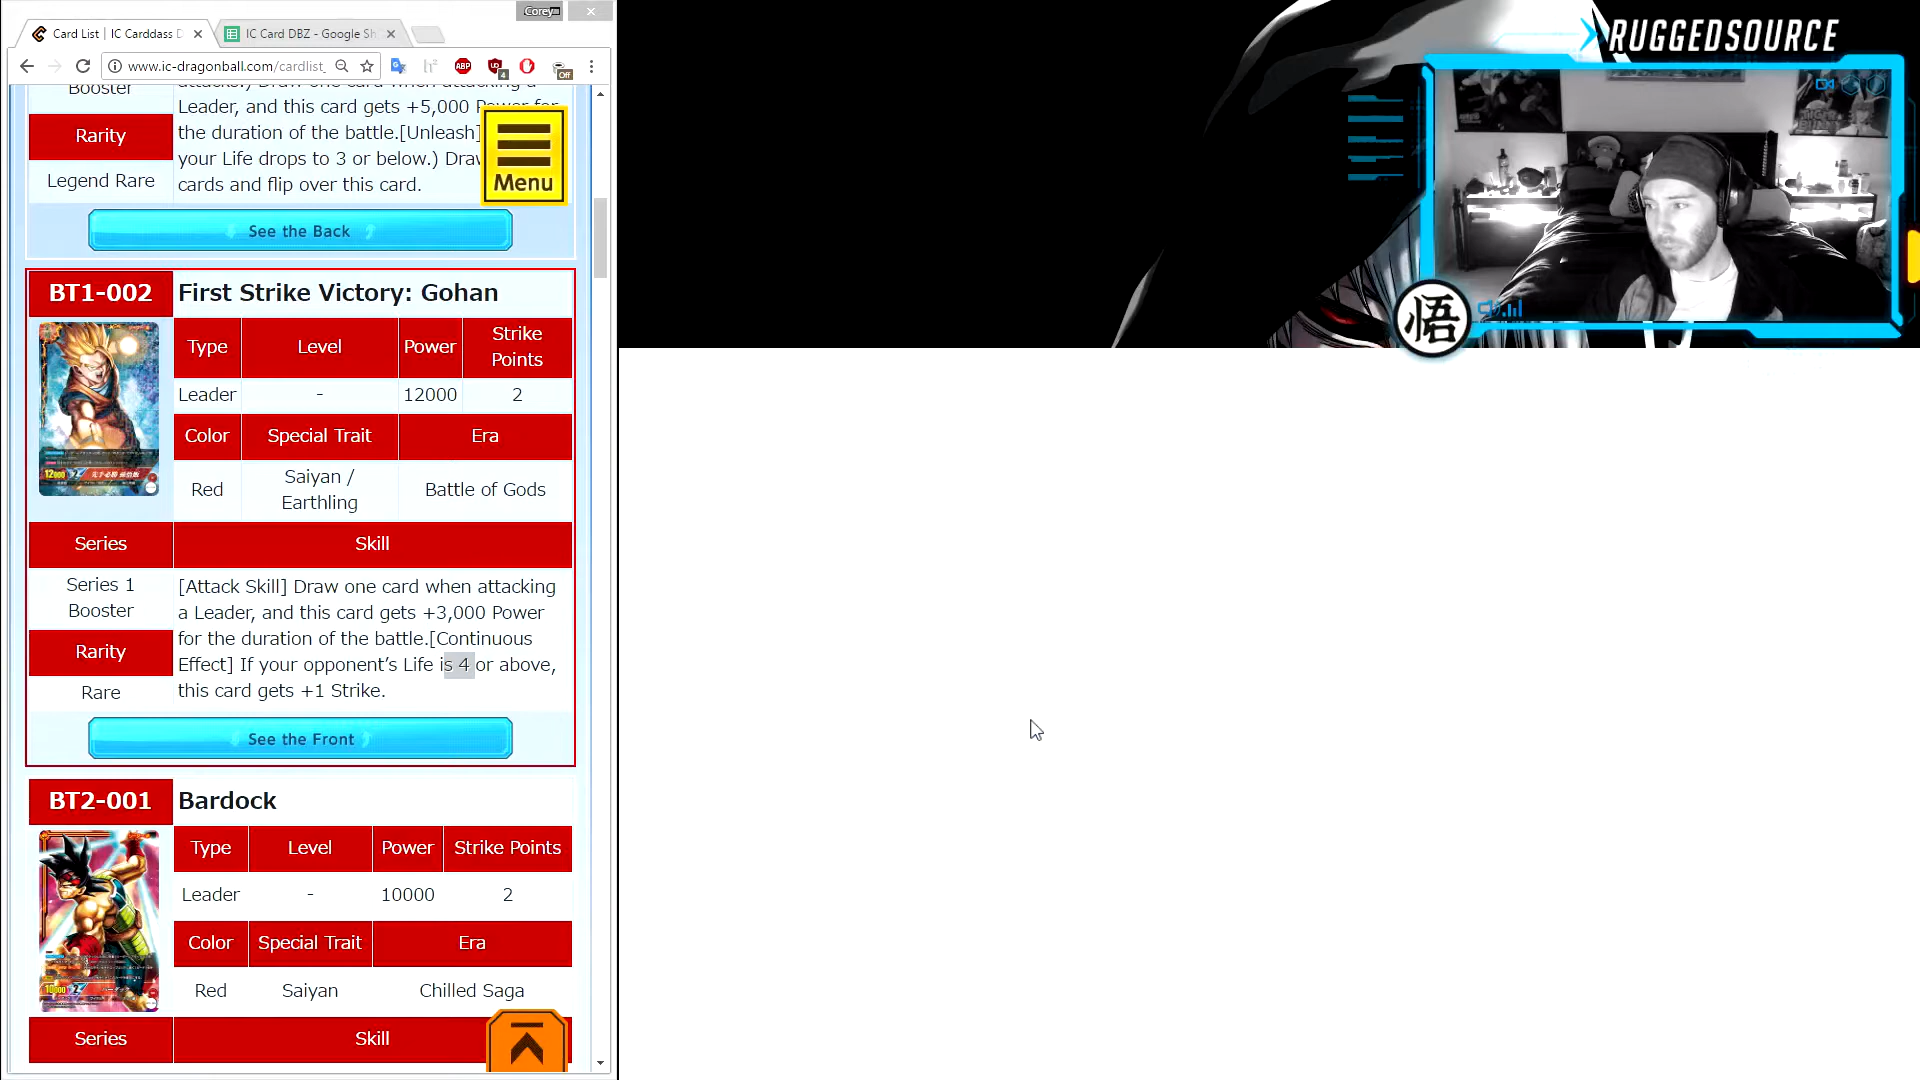 Corey
Card List | IC Carddass D
IC Card DBZ - Google Sh
www.ic-dragonball.com/cardlist_
ABP
4
Off
Booster
Leader, and this card gets +5,000 Power for
Rarity
the duration of the battle.[Unleash]
your Life drops to 3 or below.) Draw
Legend Rare
cards and flip over this card.
Menu
See the Back
BT1-002
First Strike Victory: Gohan
Type
Level
Power
Strike
Points
Leader
-
12000
2
Color
Special Trait
Era
Red
Saiyan /
Earthling
Battle of Gods
Series
Skill
Series 1
Booster
[Attack Skill] Draw one card when attacking
a Leader, and this card gets +3,000 Power
for the duration of the battle.[Continuous
Effect] If your opponent’s Life is 4 or above,
this card gets +1 Strike.
Rarity
Rare
See the Front
BT2-001
Bardock
Type
Level
Power
Strike Points
Leader
-
10000
2
Color
Special Trait
Era
Red
Saiyan
Chilled Saga
Series
Skill
RUGGEDSOURCE
悟